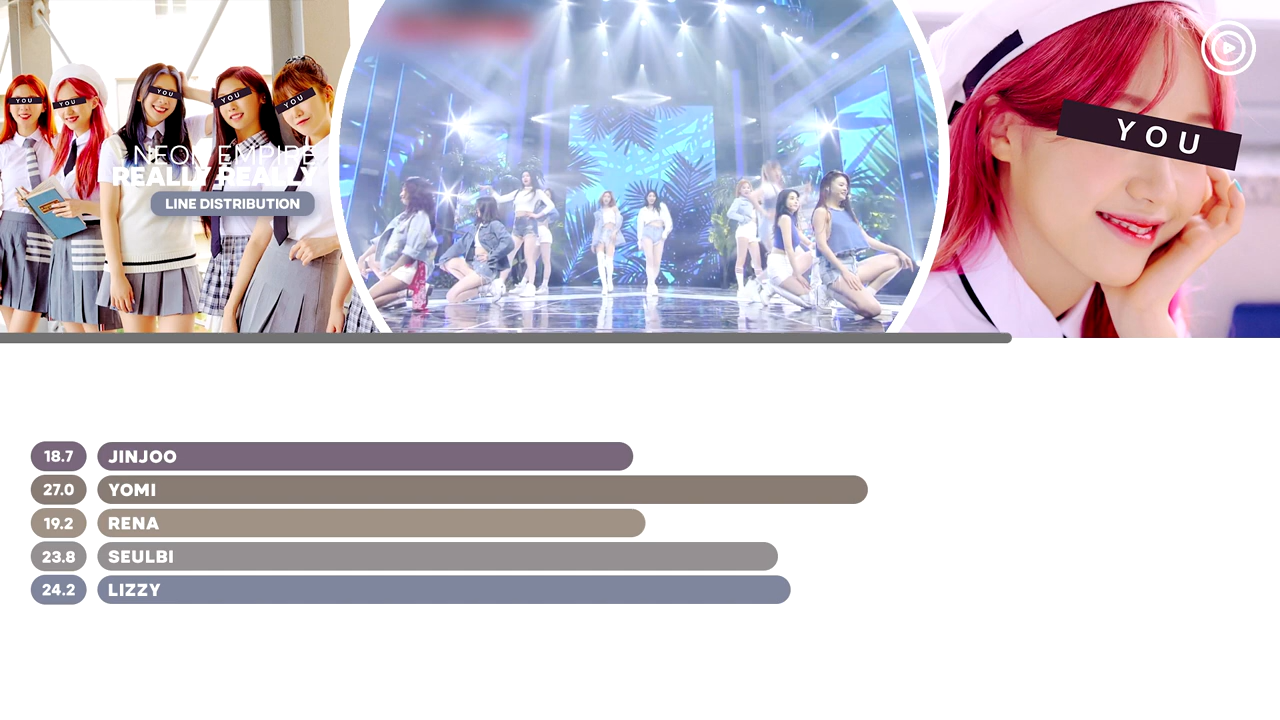 YOU
YOU
YOU
YOU
YOU
NEON EMPIRE
REALLY REALLY
LINE DISTRIBUTION
YOU
18.7 JINJOO
27.0 YOMI
19.2 RENA
23.8 SEULBI
24.2 LIZZY